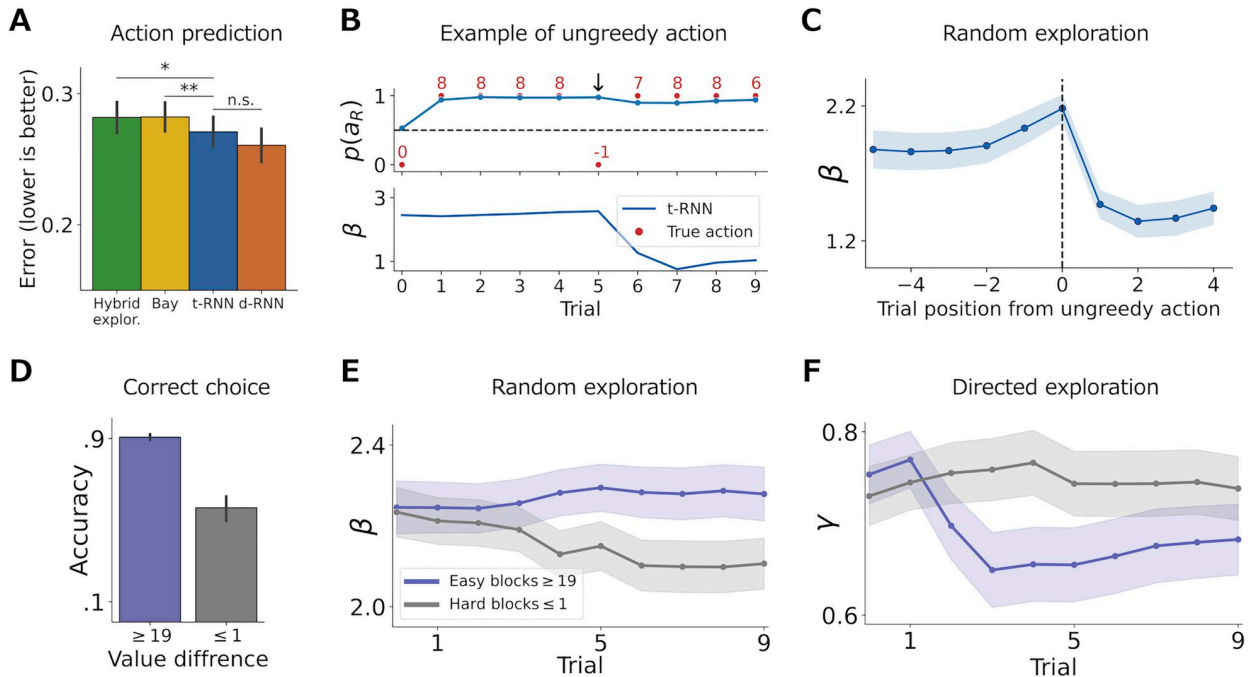 A
Action prediction
Error (lower is better)
0.3
0.2
*
**
n.s.
Hybrid explor.
Bay
t-RNN
d-RNN
B
Example of ungreedy action
p(a_R)
1
0
0
8
8
8
8
-1
7
8
8
6
β
3
1
t-RNN
True action
0 1 2 3 4 5 6 7 8 9
Trial
C
Random exploration
β
2.2
1.2
−4 −2 0 2 4
Trial position from ungreedy action
D
Correct choice
Accuracy
.9
.1
≥ 19
≤ 1
Value diffrence
E
Random exploration
β
2.4
2.0
Easy blocks ≥ 19
Hard blocks ≤ 1
1 5 9
Trial
F
Directed exploration
γ
0.8
0.6
1 5 9
Trial